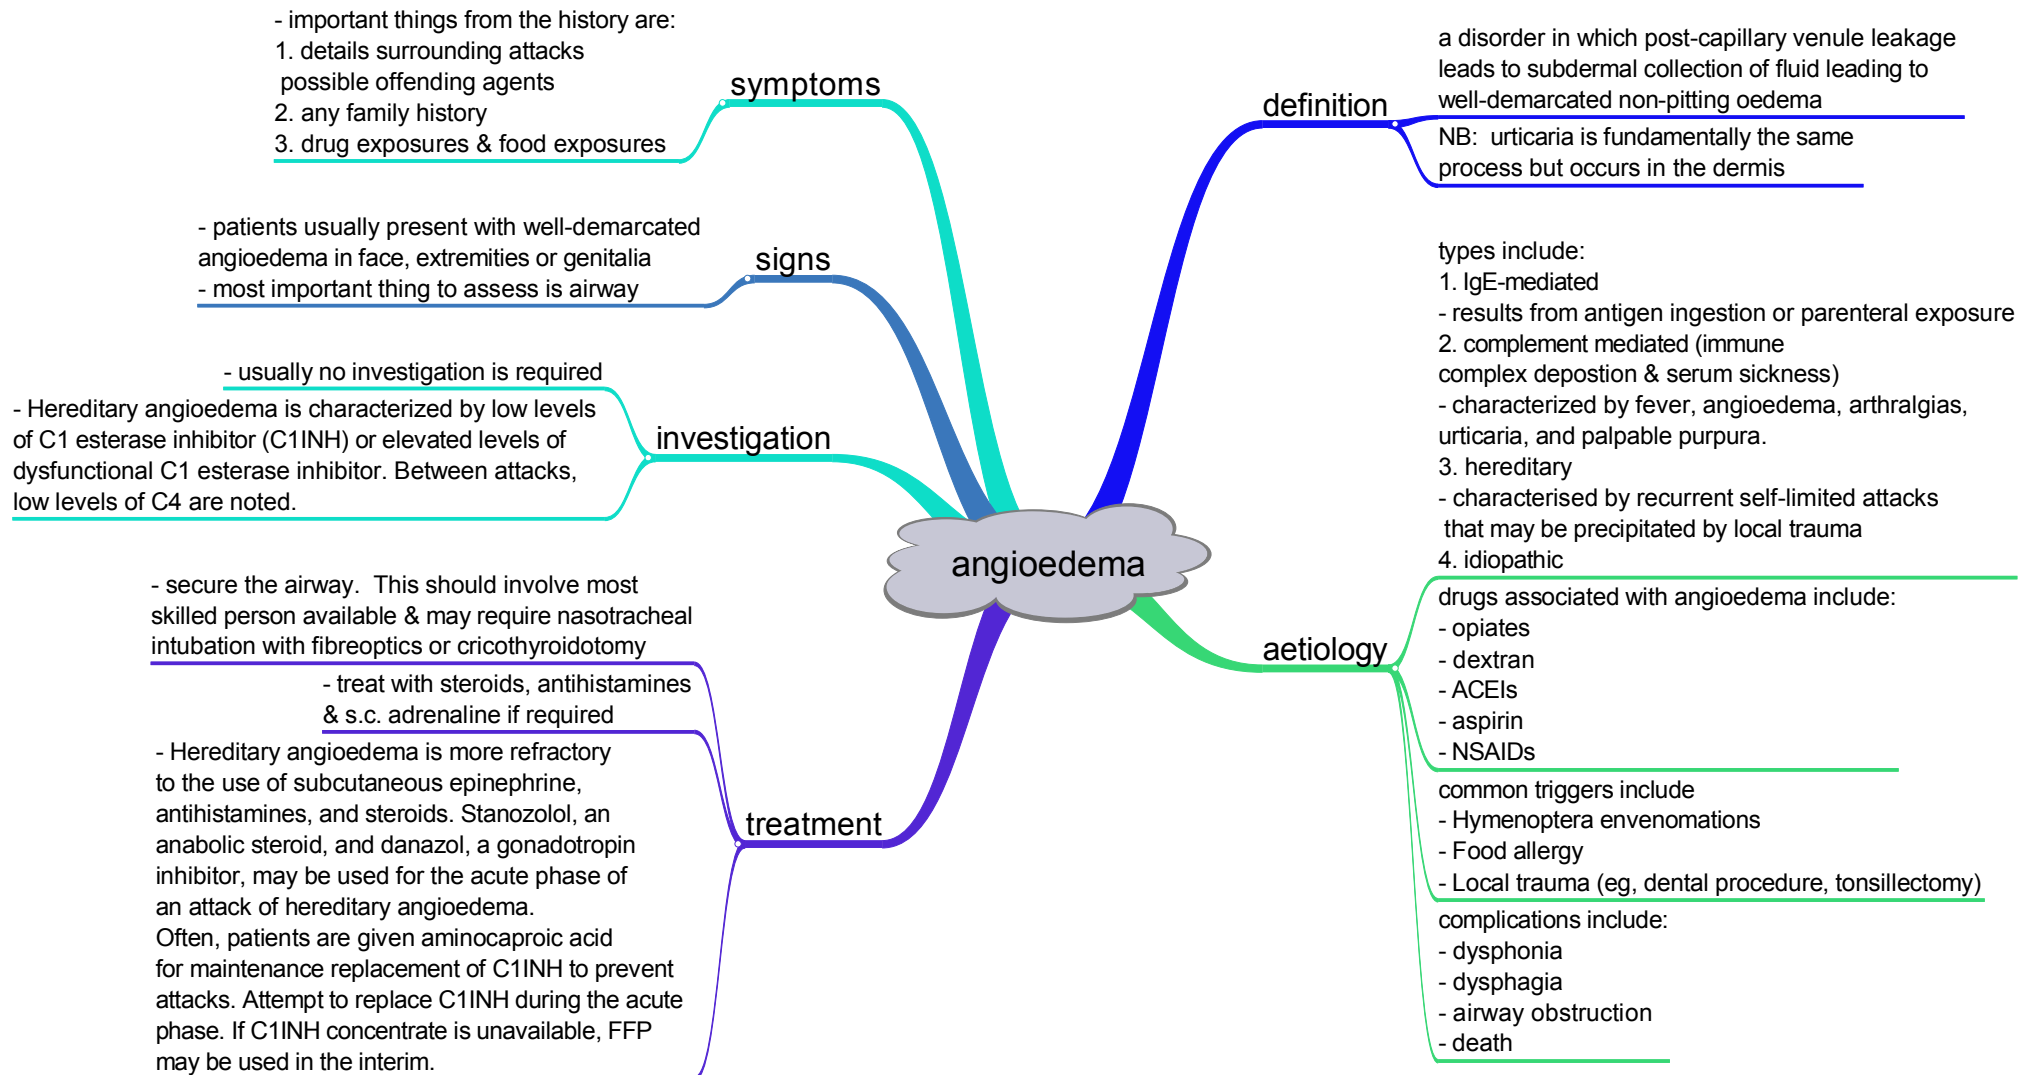 angioedema
definition
a disorder in which post-capillary venule leakage
leads to subdermal collection of fluid leading to
well-demarcated non-pitting oedema
NB:  urticaria is fundamentally the same
process but occurs in the dermis
aetiology
types include:
1. IgE-mediated
- results from antigen ingestion or parenteral exposure
2. complement mediated (immune
complex depostion & serum sickness)
- characterized by fever, angioedema, arthralgias,
urticaria, and palpable purpura.
3. hereditary
- characterised by recurrent self-limited attacks
that may be precipitated by local trauma
4. idiopathic
drugs associated with angioedema include:
- opiates
- dextran
- ACEIs
- aspirin
- NSAIDs
common triggers include
- Hymenoptera envenomations
- Food allergy
- Local trauma (eg, dental procedure, tonsillectomy)
complications include:
- dysphonia
- dysphagia
- airway obstruction
- death
symptoms
- important things from the history are:
1. details surrounding attacks
possible offending agents
2. any family history
3. drug exposures & food exposures
signs
- patients usually present with well-demarcated
angioedema in face, extremities or genitalia
- most important thing to assess is airway
investigation
- usually no investigation is required
- Hereditary angioedema is characterized by low levels
of C1 esterase inhibitor (C1INH) or elevated levels of
dysfunctional C1 esterase inhibitor. Between attacks,
low levels of C4 are noted.
treatment
- secure the airway.  This should involve most
skilled person available & may require nasotracheal
intubation with fibreoptics or cricothyroidotomy
- treat with steroids, antihistamines
& s.c. adrenaline if required
- Hereditary angioedema is more refractory
to the use of subcutaneous epinephrine,
antihistamines, and steroids. Stanozolol, an
anabolic steroid, and danazol, a gonadotropin
inhibitor, may be used for the acute phase of
an attack of hereditary angioedema.
Often, patients are given aminocaproic acid
for maintenance replacement of C1INH to prevent
attacks. Attempt to replace C1INH during the acute
phase. If C1INH concentrate is unavailable, FFP
may be used in the interim.